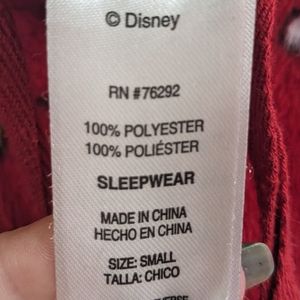 © Disney
RN #76292
100% POLYESTER
100% POLIÉSTER
SLEEPWEAR
MADE IN CHINA
HECHO EN CHINA
SIZE: SMALL
TALLA: CHICO